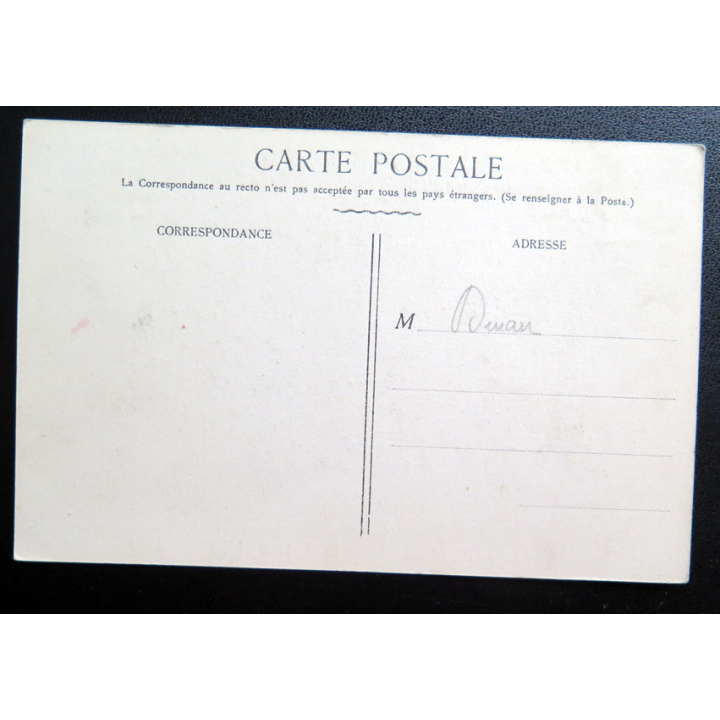 CARTE POSTALE
La Correspondance au recto n'est pas acceptée par tous les pays étrangers. (Se renseigner à la Poste.)
CORRESPONDANCE
ADRESSE
M Dinan